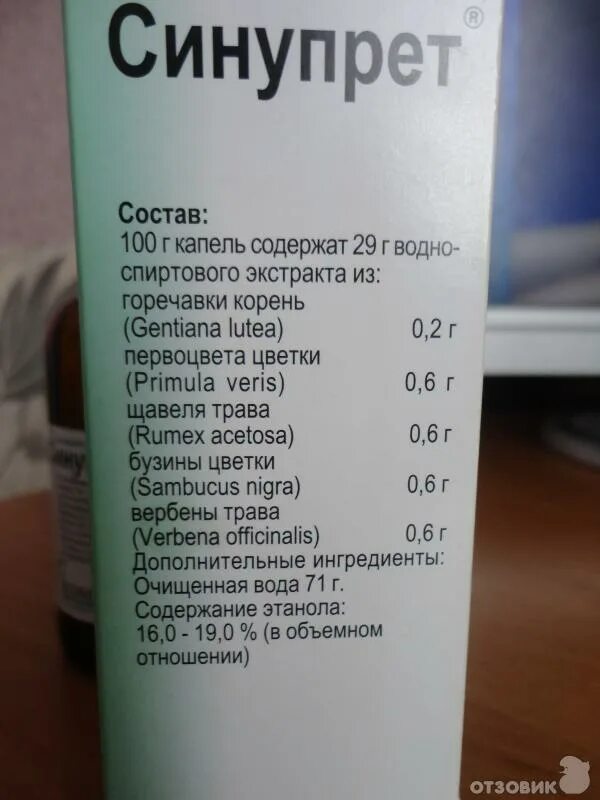 Синупрет®
Состав:
100 г капель содержат 29 г водно-
спиртового экстракта из:
горечавки корень
(Gentiana lutea) 0,2 г
первоцвета цветки
(Primula veris) 0,6 г
щавеля трава
(Rumex acetosa) 0,6 г
бузины цветки
(Sambucus nigra) 0,6 г
вербены трава
(Verbena officinalis) 0,6 г
Дополнительные ингредиенты:
Очищенная вода 71 г.
Содержание этанола:
16,0 - 19,0 % (в объемном
отношении)
Сину
ОТЗОВИК